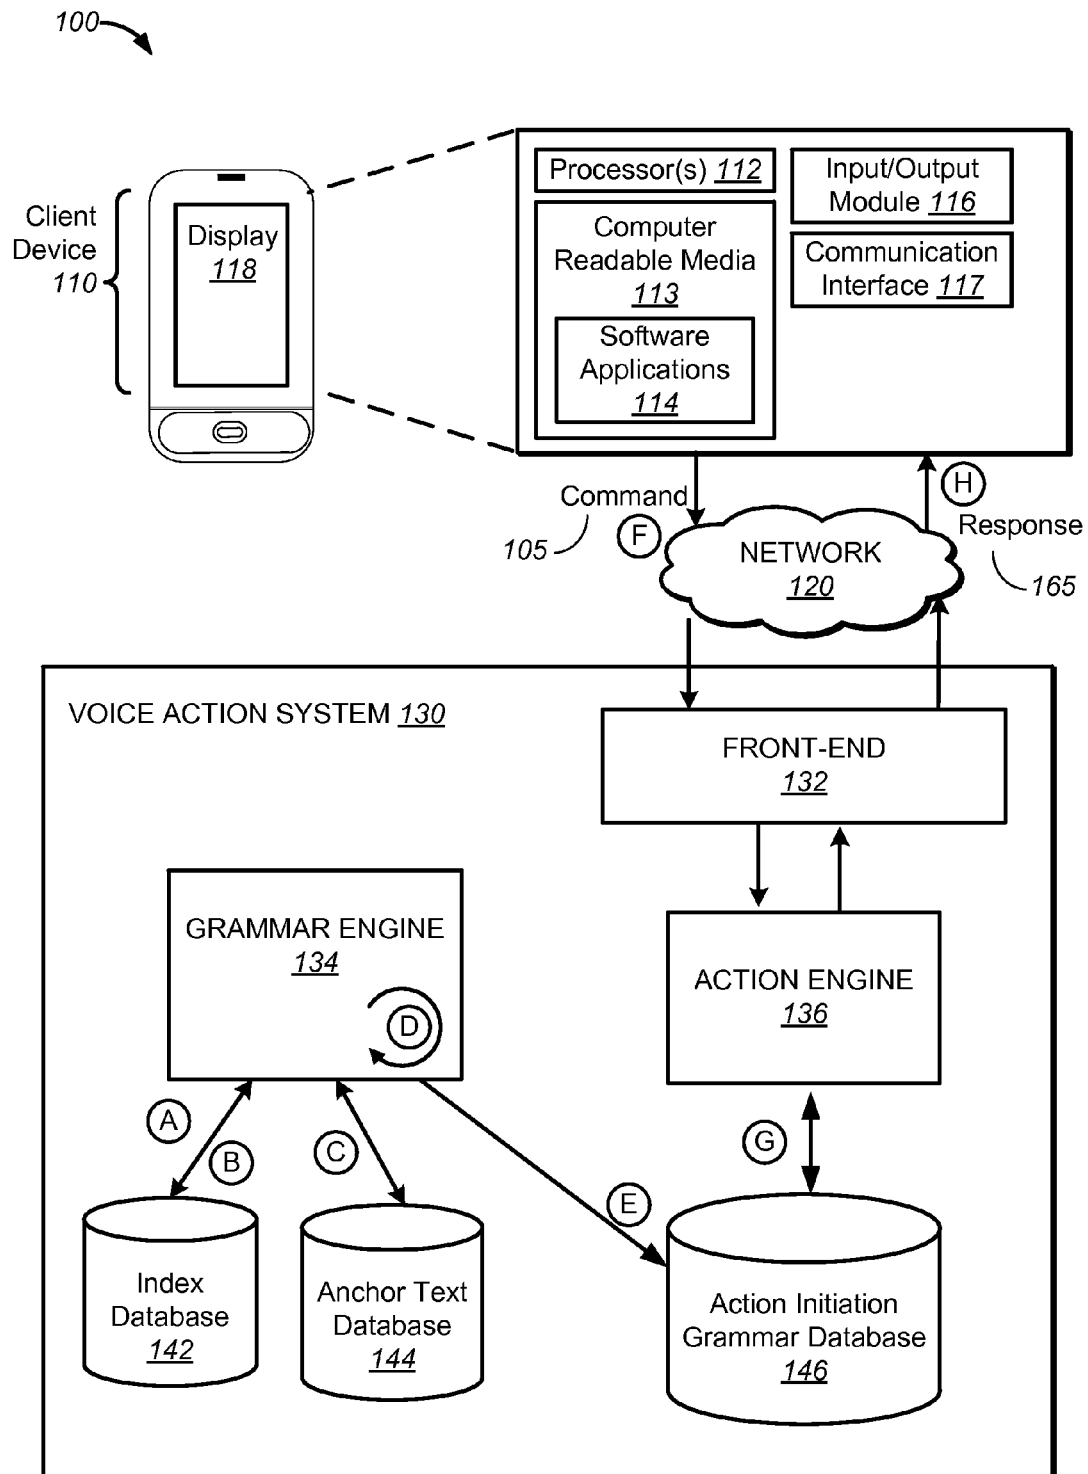 100
Client
Device
110
Display
118
Processor(s) 112
Computer
Readable Media
113
Software
Applications
114
Input/Output
Module 116
Communication
Interface 117
Command
105
F
H
Response
165
NETWORK
120
VOICE ACTION SYSTEM 130
FRONT-END
132
GRAMMAR ENGINE
134
D
ACTION ENGINE
136
A
B
C
E
G
Index
Database
142
Anchor Text
Database
144
Action Initiation
Grammar Database
146